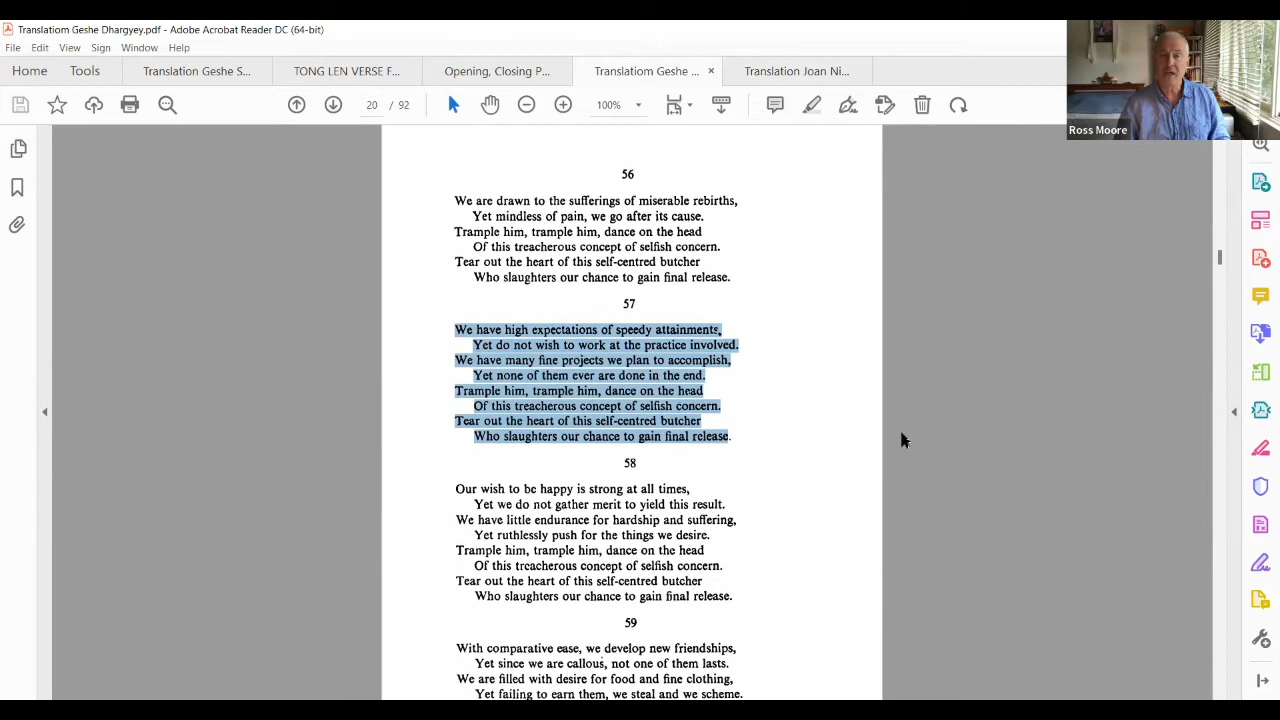 Translatiom Geshe Dhargyey.pdf - Adobe Acrobat Reader DC (64-bit)
File Edit View Sign Window Help
Home Tools Translation Geshe S... TONG LEN VERSE F... Opening, Closing ... Translatiom Geshe ... × Translation Joan Ni...
20 / 92 100%
Ross Moore
56
We are drawn to the sufferings of miserable rebirths,
Yet mindless of pain, we go after its cause.
Trample him, trample him, dance on the head
Of this treacherous concept of selfish concern.
Tear out the heart of this self-centred butcher
Who slaughters our chance to gain final release.
57
We have high expectations of speedy attainments,
Yet do not wish to work at the practice involved.
We have many fine projects we plan to accomplish,
Yet none of them ever are done in the end.
Trample him, trample him, dance on the head
Of this treacherous concept of selfish concern.
Tear out the heart of this self-centred butcher
Who slaughters our chance to gain final release.
58
Our wish to be happy is strong at all times,
Yet we do not gather merit to yield this result.
We have little endurance for hardship and suffering,
Yet ruthlessly push for the things we desire.
Trample him, trample him, dance on the head
Of this treacherous concept of selfish concern.
Tear out the heart of this self-centred butcher
Who slaughters our chance to gain final release.
59
With comparative ease, we develop new friendships,
Yet since we are callous, not one of them lasts.
We are filled with desire for food and fine clothing,
Yet failing to earn them, we steal and we scheme.